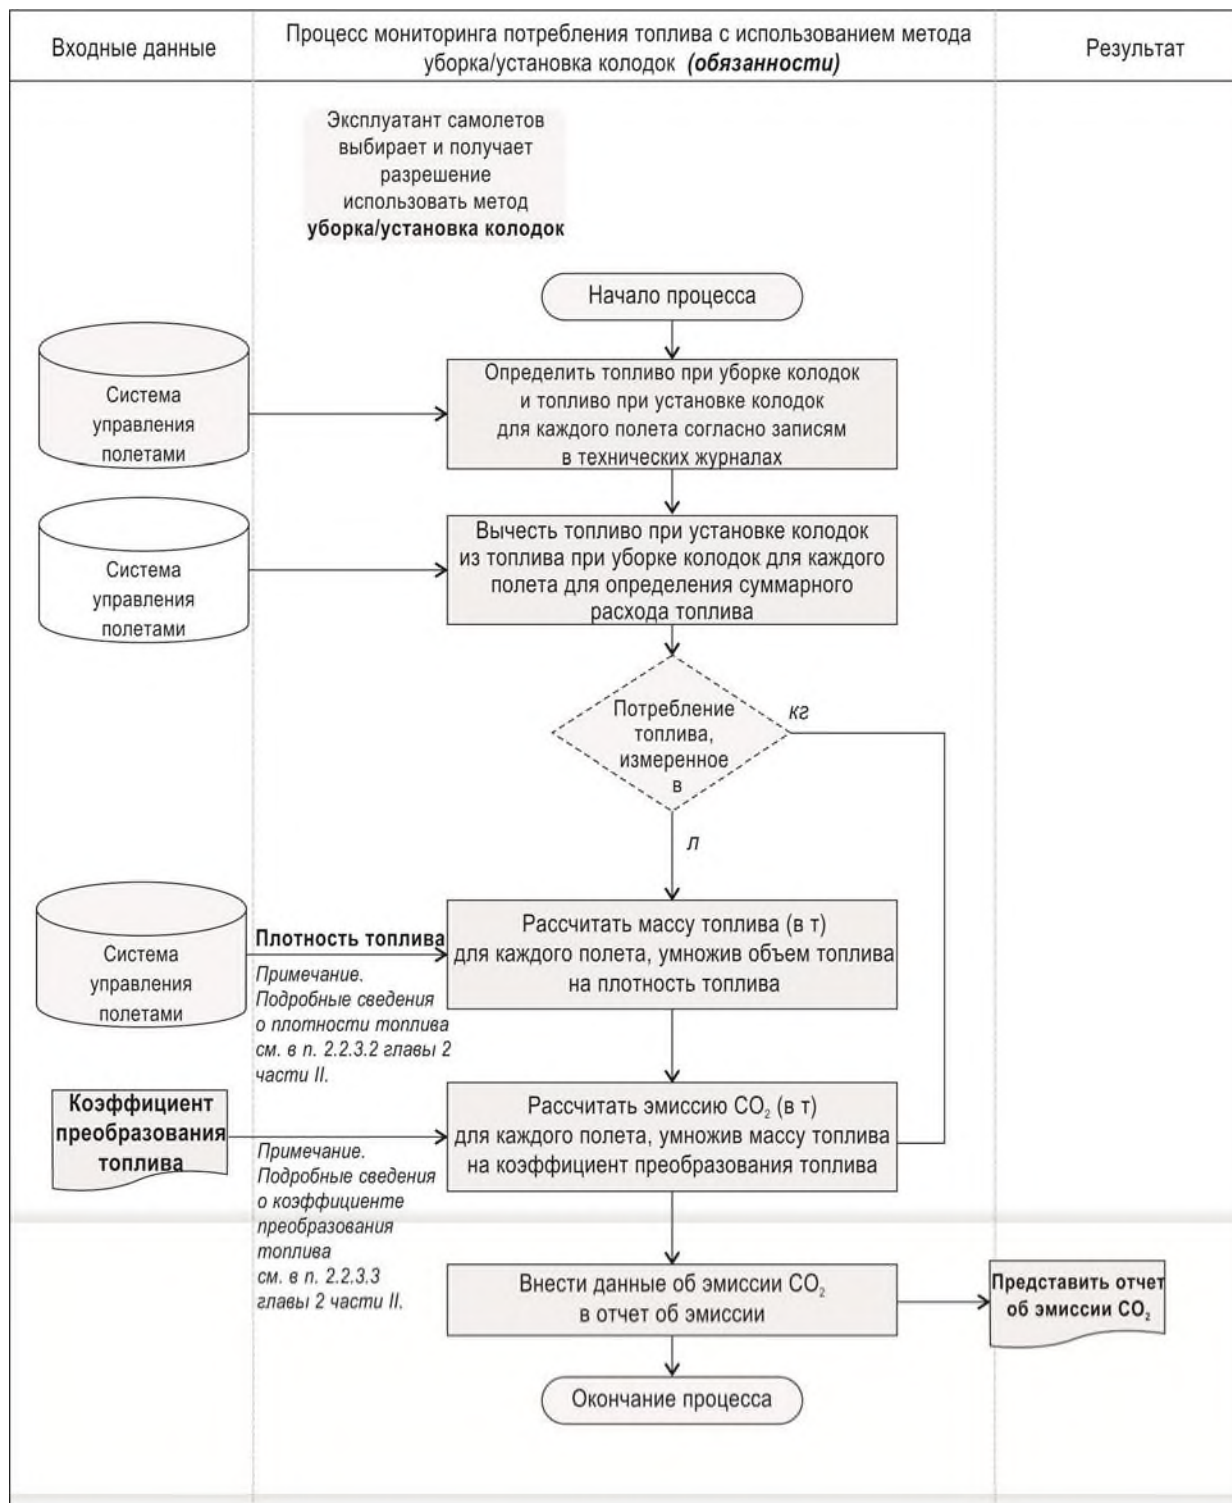 Входные данные
Процесс мониторинга потребления топлива с использованием метода
уборка/установка колодок (обязанности)
Результат
Эксплуатант самолетов
выбирает и получает
разрешение
использовать метод
уборка/установка колодок
Начало процесса
Система
управления
полетами
Определить топливо при уборке колодок
и топливо при установке колодок
для каждого полета согласно записям
в технических журналах
Система
управления
полетами
Вычесть топливо при установке колодок
из топлива при уборке колодок для каждого
полета для определения суммарного
расхода топлива
Потребление
топлива,
измеренное
в
кг
л
Система
управления
полетами
Плотность топлива
Примечание.
Подробные сведения
о плотности топлива
см. в п. 2.2.3.2 главы 2
части II.
Рассчитать массу топлива (в т)
для каждого полета, умножив объем топлива
на плотность топлива
Коэффициент
преобразования
топлива
Примечание.
Подробные сведения
о коэффициенте
преобразования
топлива
см. в п. 2.2.3.3
главы 2 части II.
Рассчитать эмиссию CO₂ (в т)
для каждого полета, умножив массу топлива
на коэффициент преобразования топлива
Внести данные об эмиссии CO₂
в отчет об эмиссии
Представить отчет
об эмиссии CO₂
Окончание процесса